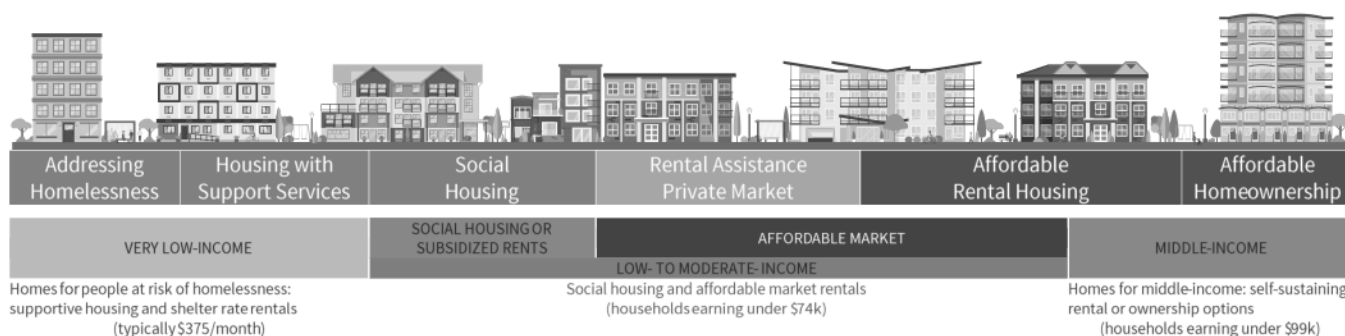 Addressing
Homelessness
Housing with
Support Services
Social
Housing
Rental Assistance
Private Market
Affordable
Rental Housing
Affordable
Homeownership
VERY LOW-INCOME
SOCIAL HOUSING OR
SUBSIDIZED RENTS
AFFORDABLE MARKET
MIDDLE-INCOME
LOW- TO MODERATE- INCOME
Homes for people at risk of homelessness:
supportive housing and shelter rate rentals
(typically $375/month)
Social housing and affordable market rentals
(households earning under $74k)
Homes for middle-income: self-sustaining
rental or ownership options
(households earning under $99k)